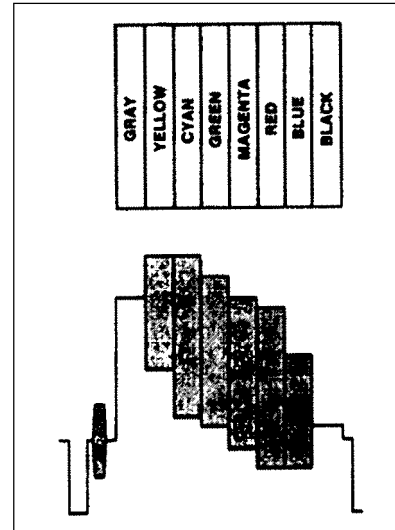 GRAY
YELLOW
CYAN
GREEN
MAGENTA
RED
BLUE
BLACK